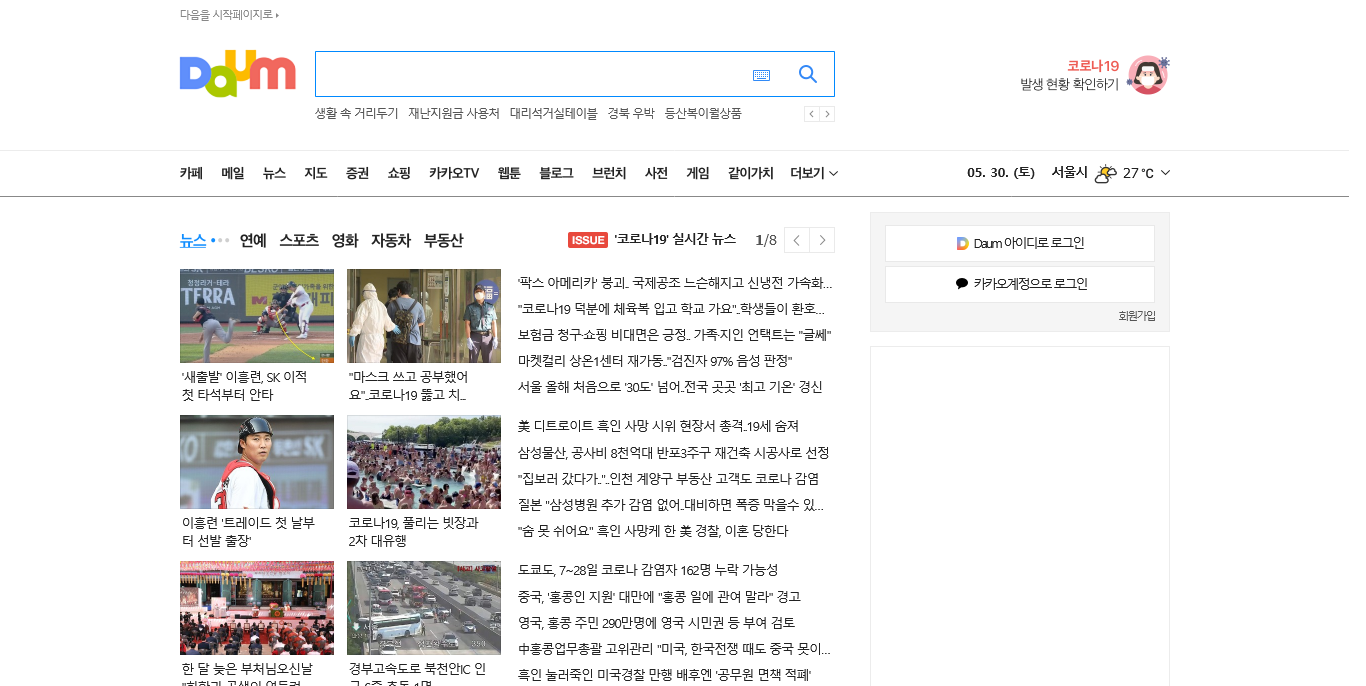 다음을 시작페이지로
Daum
코로나19
발생 현황 확인하기
생활 속 거리두기 재난지원금 사용처 대리석거실테이블 경북 우박 등산복이월상품
카페 메일 뉴스 지도 증권 쇼핑 카카오TV 웹툰 블로그 브런치 사전 게임 같이가치 더보기
05. 30. (토) 서울시 27 °C
뉴스 연예 스포츠 영화 자동차 부동산
ISSUE '코로나19' 실시간 뉴스 1/8
Daum 아이디로 로그인
카카오계정으로 로그인
회원가입
TERRA
'새출발' 이흥련, SK 이적
첫 타석부터 안타
"마스크 쓰고 공부했어
요"..코로나19 뚫고 치...
이흥련 '트레이드 첫 날부
터 선발 출장'
코로나19, 풀리는 빗장과
2차 대유행
한 달 늦은 부처님오신날
경부고속도로 북천안IC 인
'팍스 아메리카' 붕괴.. 국제공조 느슨해지고 신냉전 가속화...
"코로나19 덕분에 체육복 입고 학교 가요"..학생들이 환호...
보험금 청구·쇼핑 비대면은 긍정.. 가족·지인 언택트는 "글쎄"
마켓컬리 상온1센터 재가동.."검진자 97% 음성 판정"
서울 올해 처음으로 '30도' 넘어..전국 곳곳 '최고 기온' 경신
美 디트로이트 흑인 사망 시위 현장서 총격..19세 숨져
삼성물산, 공사비 8천억대 반포3주구 재건축 시공사로 선정
"집보러 갔다가.."..인천 계양구 부동산 고객도 코로나 감염
질본 "삼성병원 추가 감염 없어..대비하면 폭증 막을수 있...
"숨 못 쉬어요" 흑인 사망케 한 美 경찰, 이혼 당한다
도쿄도, 7~28일 코로나 감염자 162명 누락 가능성
중국, '홍콩인 지원' 대만에 "홍콩 일에 관여 말라" 경고
영국, 홍콩 주민 290만명에 영국 시민권 등 부여 검토
中홍콩업무총괄 고위관리 "미국, 한국전쟁 때도 중국 못이...
흑인 눌러죽인 미국경찰 만행 배후엔 '공무원 면책 적폐'